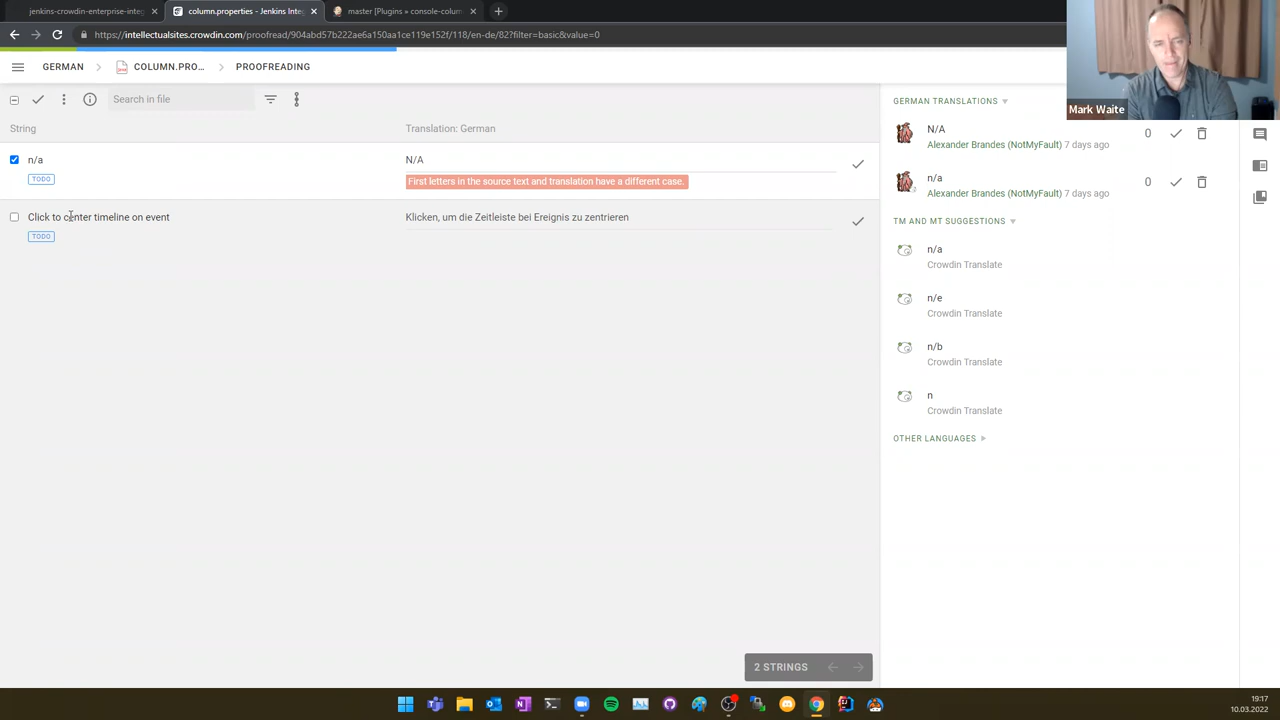 jenkins-crowdin-enterprise-integ
column.properties - Jenkins Integ
master [Plugins » console-colum
https://intellectualsites.crowdin.com/proofread/904abd57b222ae6a150aa1ce119e152f/118/en-de/82?filter=basic&value=0
GERMAN
COLUMN.PRO...
PROOFREADING
Mark Waite
Search in file
String
Translation: German
n/a
TODO
N/A
First letters in the source text and translation have a different case.
Click to center timeline on event
TODO
Klicken, um die Zeitleiste bei Ereignis zu zentrieren
2 STRINGS
GERMAN TRANSLATIONS
N/A
0
Alexander Brandes (NotMyFault) 7 days ago
n/a
0
Alexander Brandes (NotMyFault) 7 days ago
TM AND MT SUGGESTIONS
n/a
Crowdin Translate
n/e
Crowdin Translate
n/b
Crowdin Translate
n
Crowdin Translate
OTHER LANGUAGES
19:17
10.03.2022